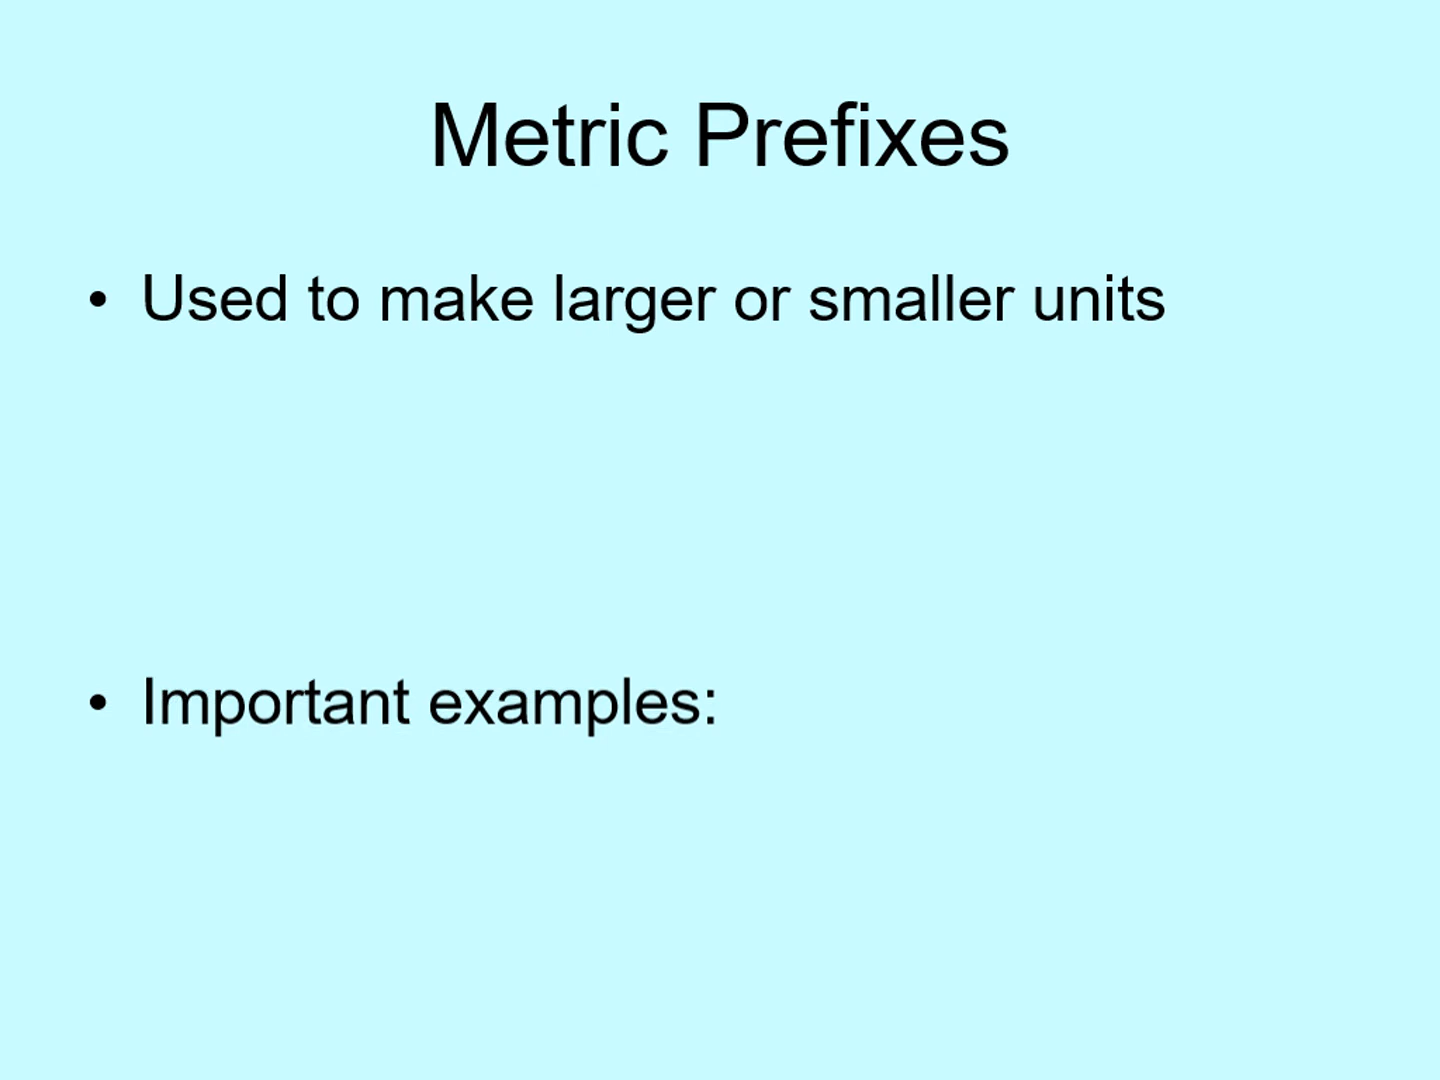 Metric Prefixes
• Used to make larger or smaller units
• Important examples: